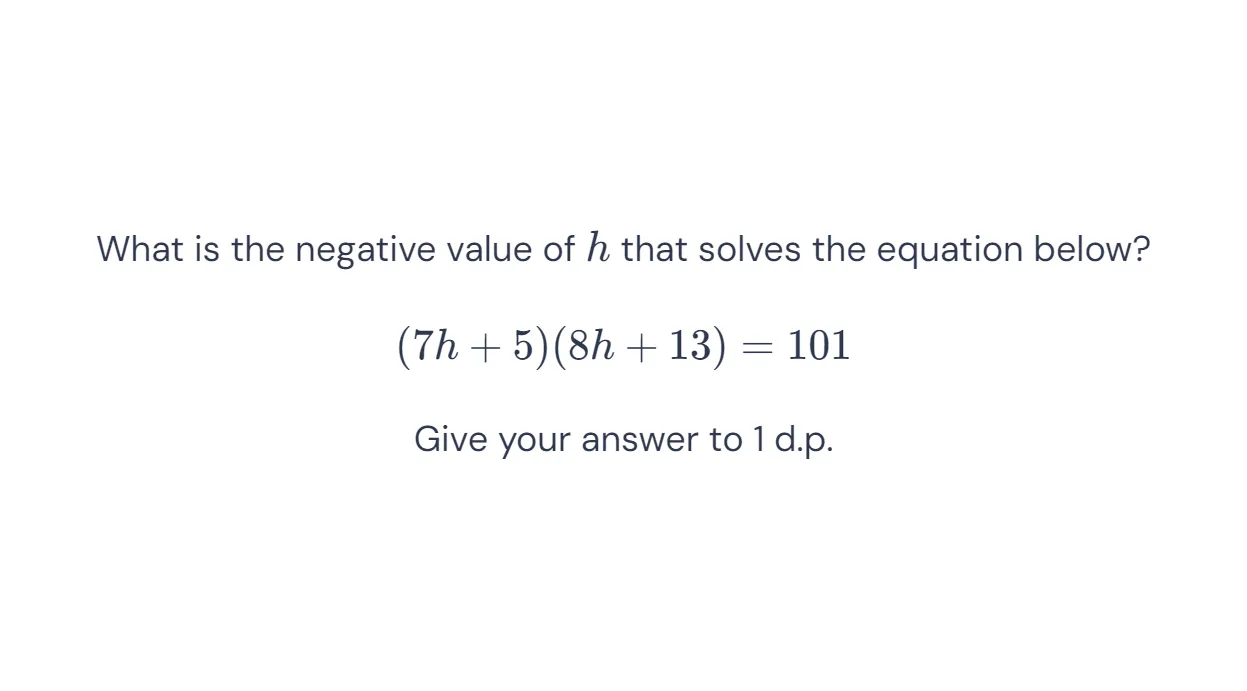 What is the negative value of h that solves the equation below?
(7h + 5)(8h + 13) = 101
Give your answer to 1 d.p.